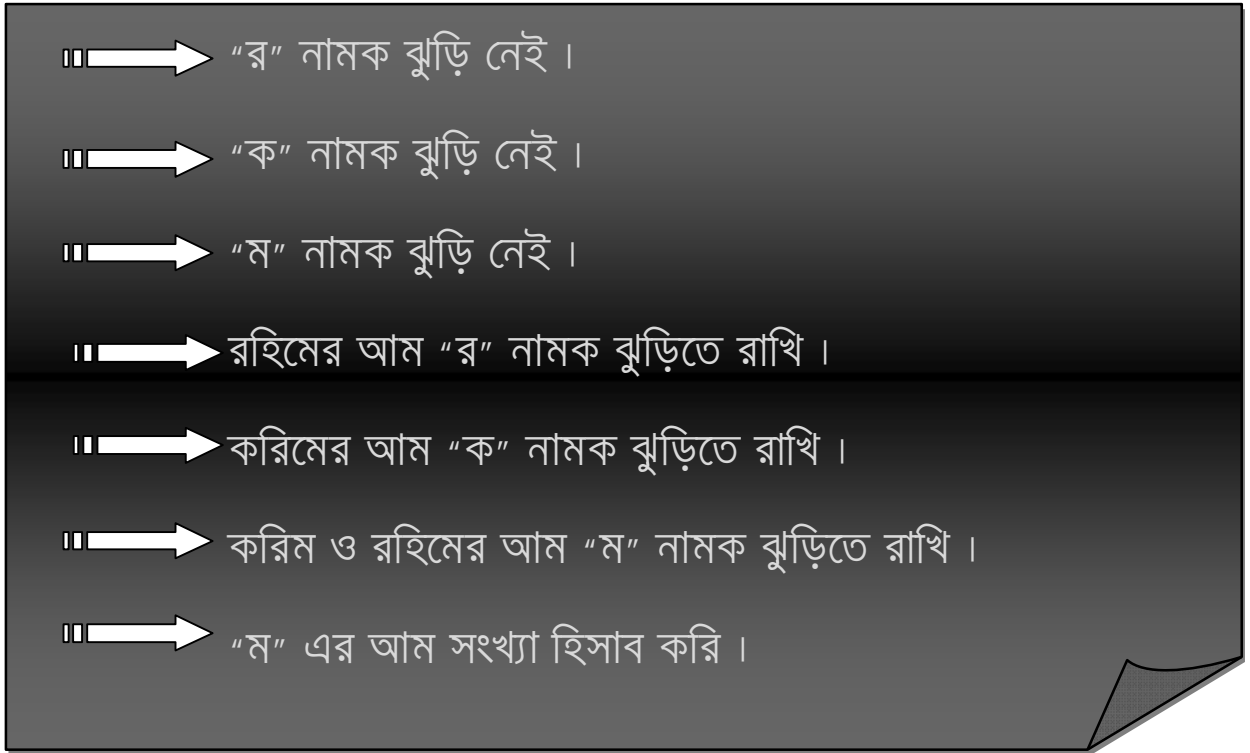 “র” নামক ঝুড়ি নেই ।
“ক” নামক ঝুড়ি নেই ।
“ম” নামক ঝুড়ি নেই ।
রহিমের আম “র” নামক ঝুড়িতে রাখি ।
করিমের আম “ক” নামক ঝুড়িতে রাখি ।
করিম ও রহিমের আম “ম” নামক ঝুড়িতে রাখি ।
“ম” এর আম সংখ্যা হিসাব করি ।